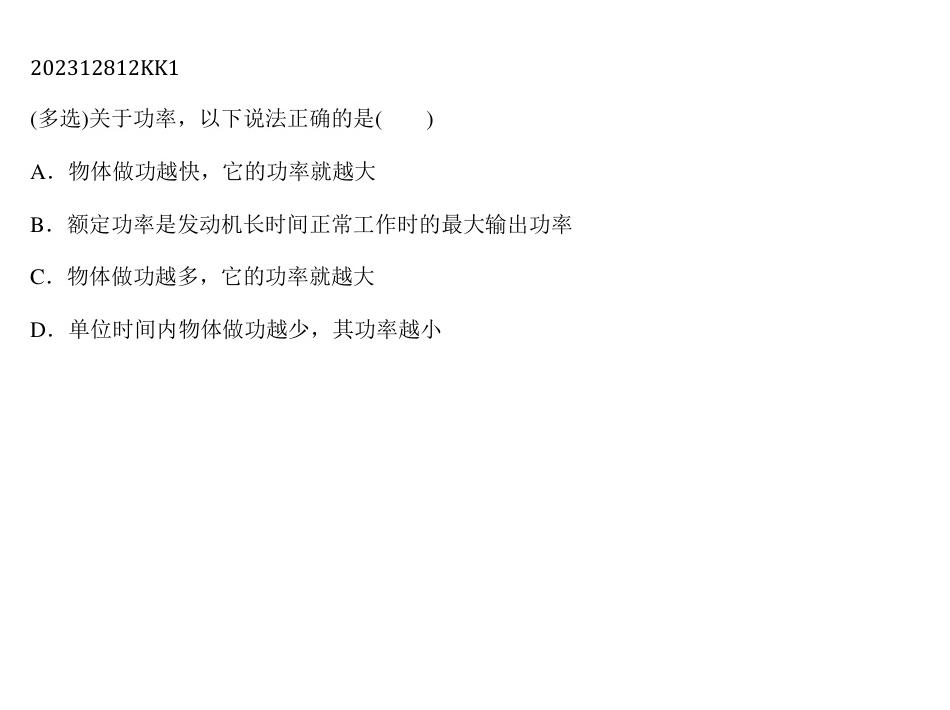 202312812KK1
(多选)关于功率，以下说法正确的是(　　)
A．物体做功越快，它的功率就越大
B．额定功率是发动机长时间正常工作时的最大输出功率
C．物体做功越多，它的功率就越大
D．单位时间内物体做功越少，其功率越小